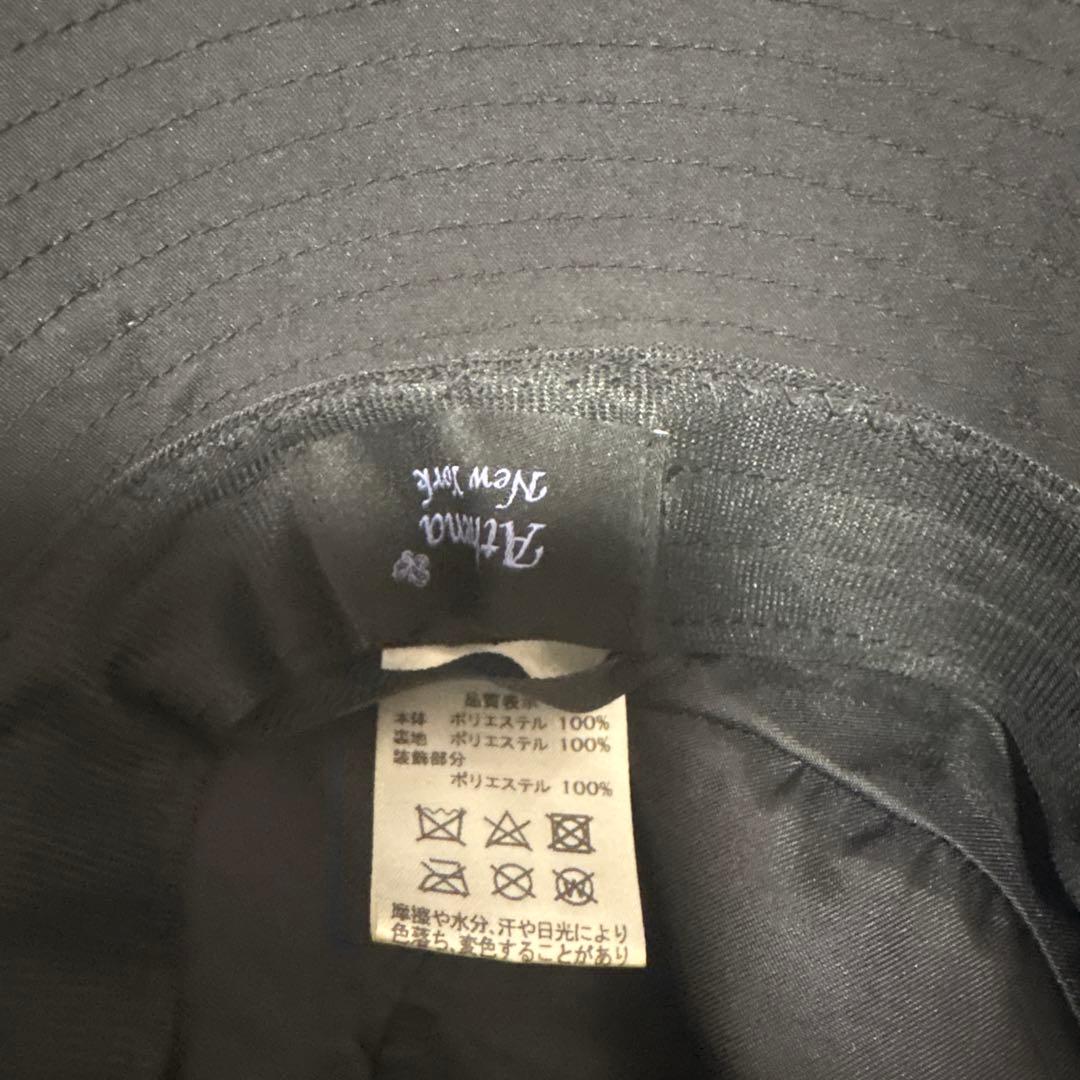 Athena
New York
品質表示
本体 ポリエステル 100%
裏地 ポリエステル 100%
装飾部分
ポリエステル 100%
W
摩擦や水分、汗や日光により
色落ち、変色することがあり